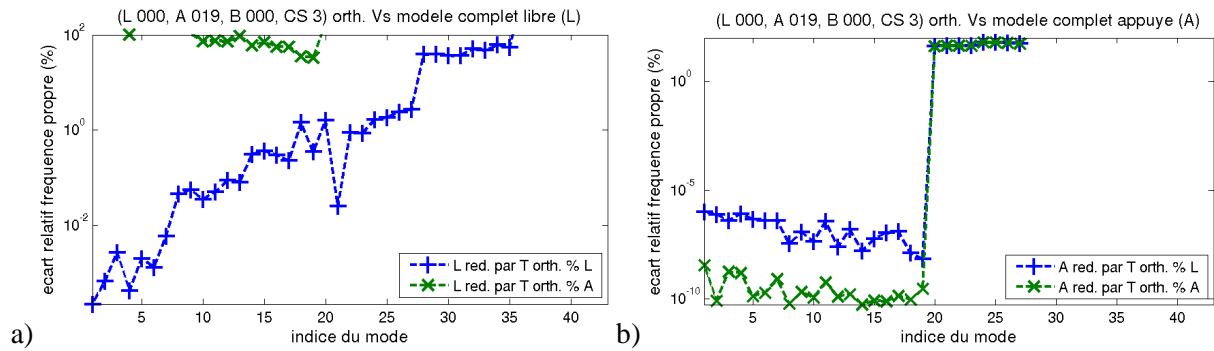 (L 000, A 019, B 000, CS 3) orth. Vs modele complet libre (L)
ecart relatif frequence propre (%)
10^2
10^0
10^-2
5 10 15 20 25 30 35 40
indice du mode
L red. par T orth. % L
L red. par T orth. % A
a)
(L 000, A 019, B 000, CS 3) orth. Vs modele complet appuye (A)
ecart relatif frequence propre (%)
10^0
10^-5
10^-10
5 10 15 20 25 30 35 40
indice du mode
A red. par T orth. % L
A red. par T orth. % A
b)